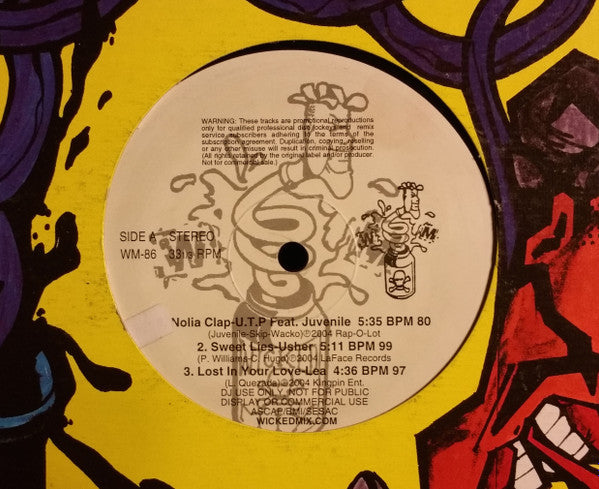 WARNING: These tracks are promotional reproductions
only for qualified professional disc jockeys and remix
service subscribers adhering to the terms of the
subscription agreement. Duplication, copying, reselling
or any other misuse will result in criminal prosecution.
(All rights retained by the original label and/or producer.
Not for commercial sale.)
SIDE A STEREO
WM-86 33 1/3 RPM
Nolia Clap-U.T.P Feat. Juvenile 5:35 BPM 80
(Juvenile-Skip-Wacko)℗2004 Rap-O-Lot
2. Sweet Lies-Usher 5:11 BPM 99
(P. Williams-C. Hugo)℗2004 LaFace Records
3. Lost In Your Love-Lea 4:36 BPM 97
(L. Quezada)℗2004 Kingpin Ent.
DJ USE ONLY, NOT FOR PUBLIC
DISPLAY OR COMMERCIAL USE
ASCAP/BMI/SESAC
WICKEDMIX.COM